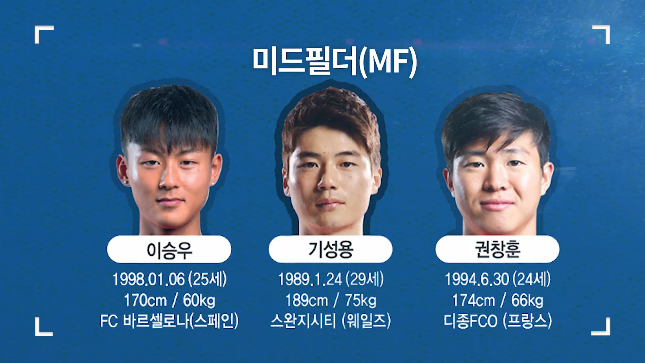 미드필더(MF)
이승우
1998.01.06 (25세)
170cm / 60kg
FC 바르셀로나(스페인)
기성용
1989.1.24 (29세)
189cm / 75kg
스완지시티 (웨일즈)
권창훈
1994.6.30 (24세)
174cm / 66kg
디종FCO (프랑스)